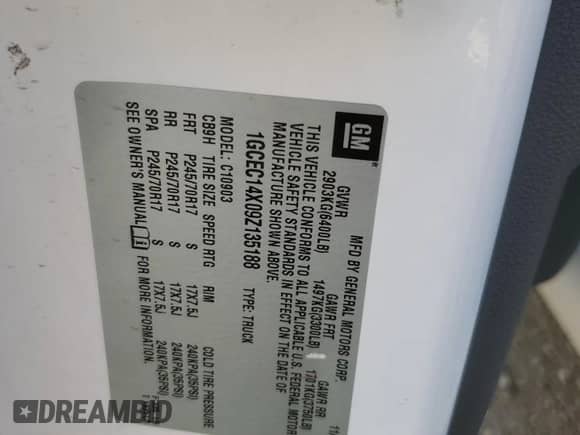 GM
MFD BY GENERAL MOTORS CORP. 11/
GVWR GAWR FRT GAWR RR
2903KG(6400LB) 1497KG(3300LB) 1701KG(3750LB)
THIS VEHICLE CONFORMS TO ALL APPLICABLE U.S. FEDERAL MOTOR
VEHICLE SAFETY STANDARDS IN EFFECT ON THE DATE OF
MANUFACTURE SHOWN ABOVE.
1GCEC14X09Z135188 TYPE: TRUCK
MODEL: C10903
CB9H TIRE SIZE SPEED RTG RIM COLD TIRE PRESSURE
FRT P245/70R17 S 17X7.5J 240KPA(35PSI)
RR P245/70R17 S 17X7.5J 240KPA(35PSI)
SPA P245/70R17 S 17X7.5J 240KPA(35PSI)
SEE OWNER'S MANUAL FOR MORE INFORMATION.
DREAMBID